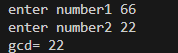 enter number1 66
enter number2 22
gcd= 22